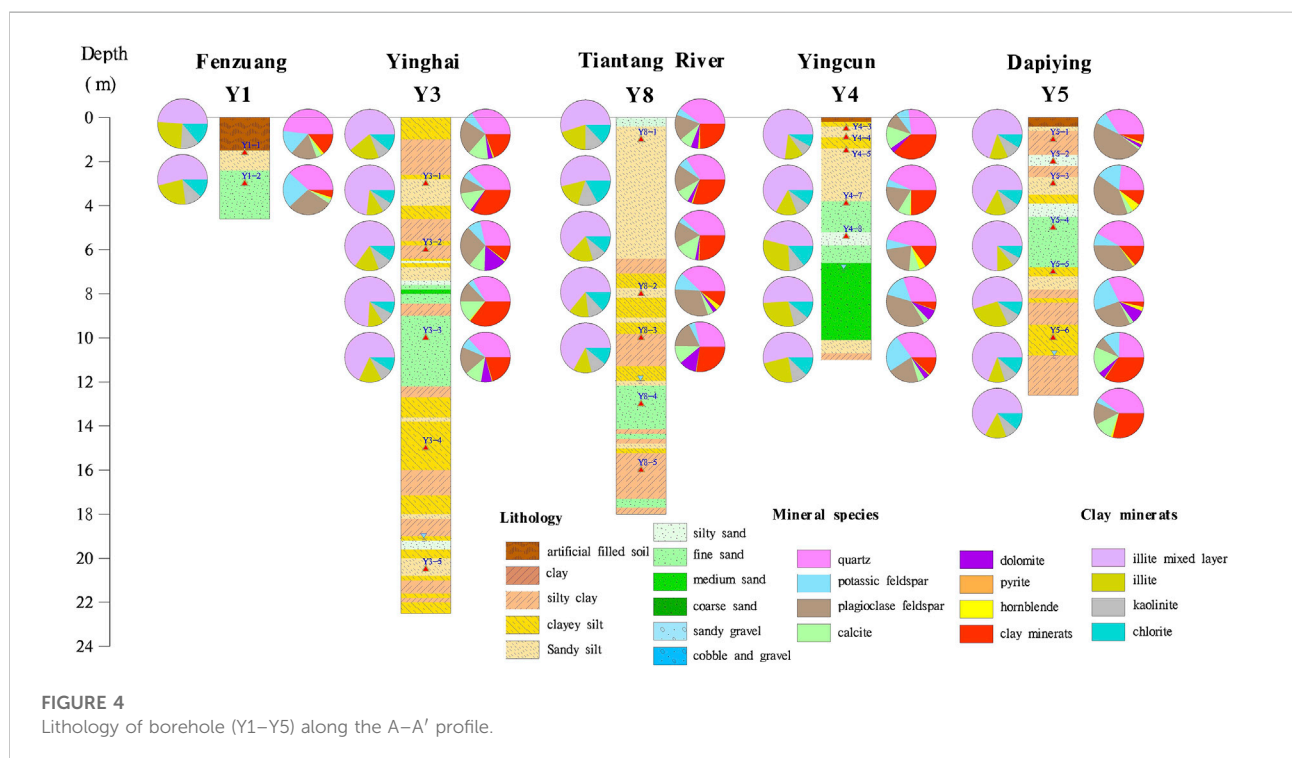 Depth
( m)
Fenzuang
Y1
Yinghai
Y3
Tiantang River
Y8
Yingcun
Y4
Dapiying
Y5
0
2
4
6
8
10
12
14
16
18
20
22
24
Y1-1
Y1-2
Y3-1
Y3-2
Y3-3
Y3-4
Y3-5
Y8-1
Y8-2
Y8-3
Y8-4
Y8-5
Y4-3
Y4-4
Y4-5
Y4-7
Y4-8
Y5-1
Y5-2
Y5-3
Y5-4
Y5-5
Y5-6
Lithology
artificial filled soil
clay
silty clay
clayey silt
Sandy silt
silty sand
fine sand
medium sand
coarse sand
sandy gravel
cobble and gravel
Mineral species
quartz
potassic feldspar
plagioclase feldspar
calcite
dolomite
pyrite
hornblende
clay minerats
Clay minerats
illite mixed layer
illite
kaolinite
chlorite
FIGURE 4
Lithology of borehole (Y1–Y5) along the A–A′ profile.